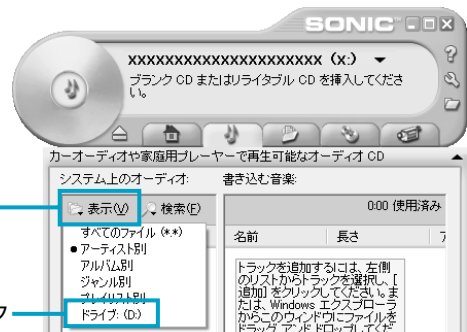 SONIC
xxxxxxxxxxxxxxxxxxxxxx (x:)
ブランク CD またはリライタブル CD を挿入してくださ
い。
カーオーディオや家庭用プレーヤーで再生可能なオーディオ CD
システム上のオーディオ:
書き込む音楽:
表示(V)
検索(F)
0:00 使用済み
すべてのファイル (*.*)
アーティスト別
アルバム別
ジャンル別
プレイリスト別
ドライブ: (D:)
名前
長さ
トラックを追加するには、左側
のリストからトラックを選択し、[
追加] をクリックしてください。ま
たは、Windows エクスプローラ
からこのウィンドウにファイルを
ドラッグ アンド ドロップしてくだ